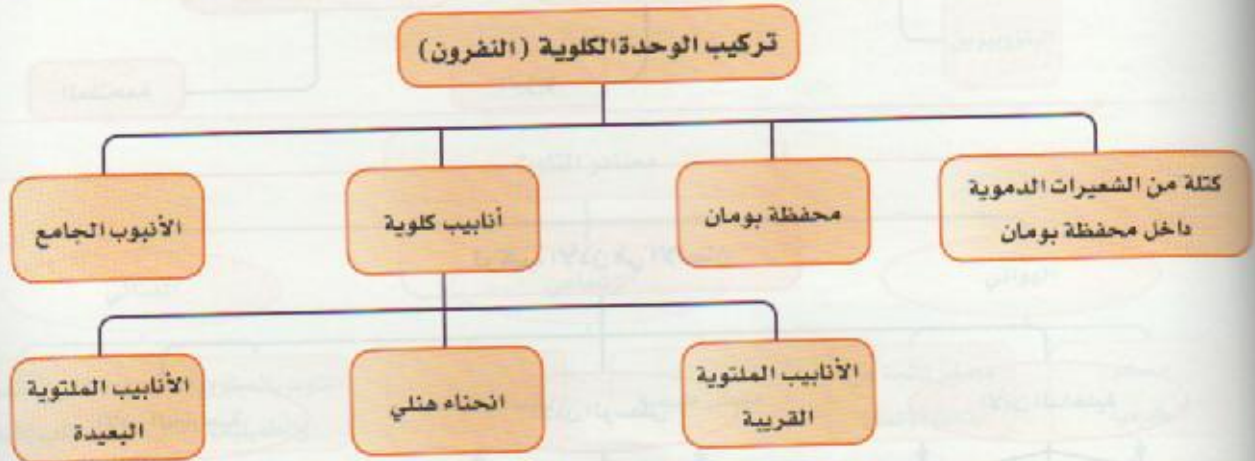 تركيب الوحدة الكلوية (النفرون)
كتلة من الشعيرات الدموية
داخل محفظة بومان
محفظة بومان
أنابيب كلوية
الأنبوب الجامع
الأنابيب الملتوية
القريبة
انحناء هنلي
الأنابيب الملتوية
البعيدة